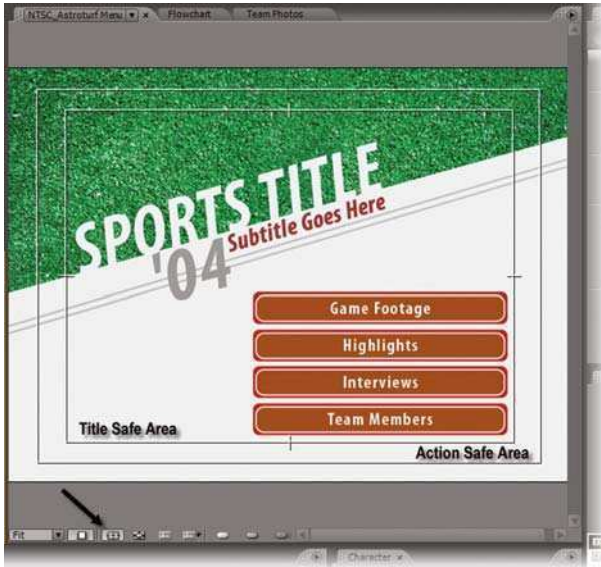 NTSC_Astroturf Menu Flowchart Team Photos
SPORTS TITLE
Subtitle Goes Here
'04
Game Footage
Highlights
Interviews
Team Members
Title Safe Area
Action Safe Area
Fit
Character